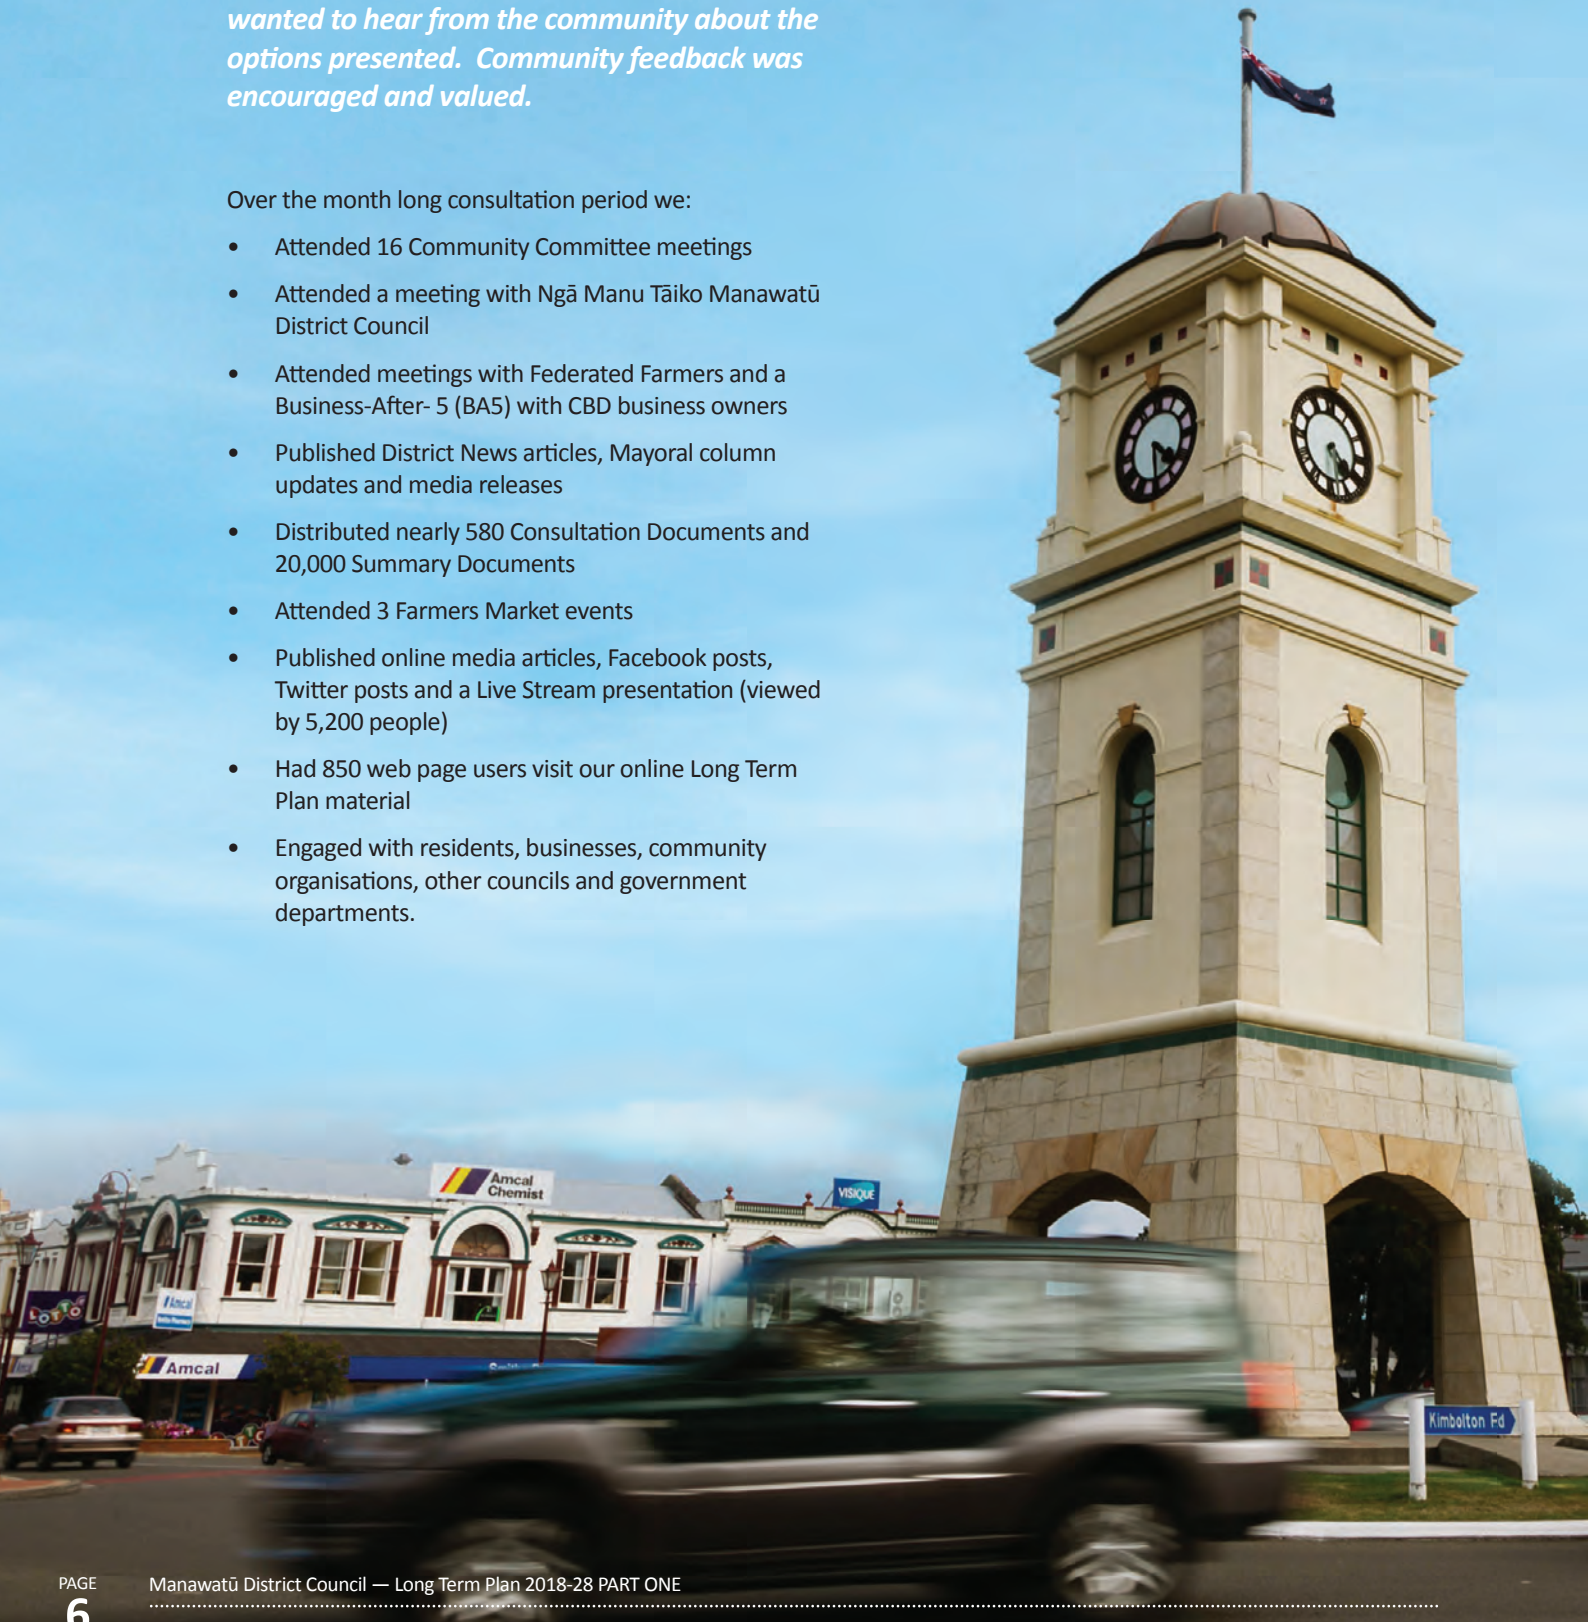 wanted to hear from the community about the
options presented.  Community feedback was
encouraged and valued.
Over the month long consultation period we:
• Attended 16 Community Committee meetings
• Attended a meeting with Ngā Manu Tāiko Manawatū
District Council
• Attended meetings with Federated Farmers and a
Business-After- 5 (BA5) with CBD business owners
• Published District News articles, Mayoral column
updates and media releases
• Distributed nearly 580 Consultation Documents and
20,000 Summary Documents
• Attended 3 Farmers Market events
• Published online media articles, Facebook posts,
Twitter posts and a Live Stream presentation (viewed
by 5,200 people)
• Had 850 web page users visit our online Long Term
Plan material
• Engaged with residents, businesses, community
organisations, other councils and government
departments.
Amcal
Chemist
VISIQUE
LOTTO
Amcal
Amcal
Kimbolton Rd
PAGE
6
Manawatū District Council — Long Term Plan 2018-28 PART ONE